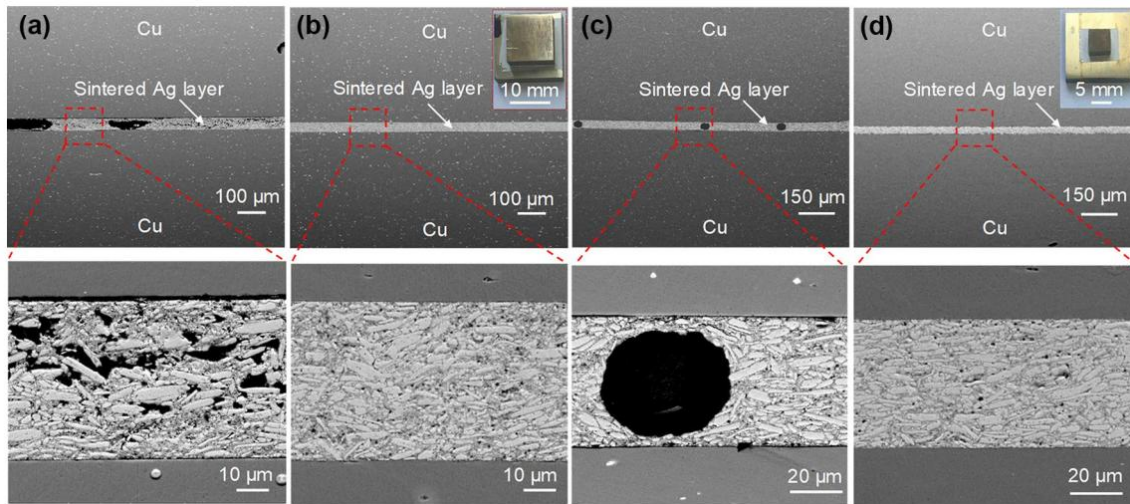 (a)
Cu
Sintered Ag layer
100 µm
Cu
(b)
Cu
10 mm
Sintered Ag layer
100 µm
Cu
(c)
Cu
Sintered Ag layer
150 µm
Cu
(d)
Cu
5 mm
Sintered Ag layer
150 µm
Cu
10 µm
10 µm
20 µm
20 µm